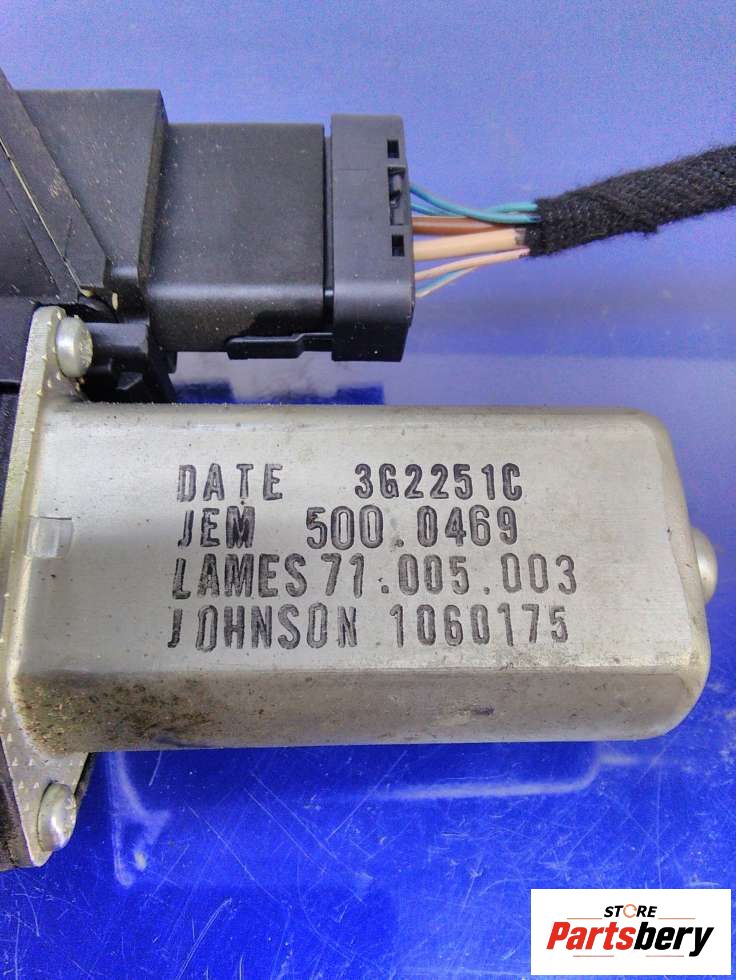 DATE 3G2251C
JEM 500.0469
LAMES 71.005.003
JOHNSON 1060175
STORE
Partsbery